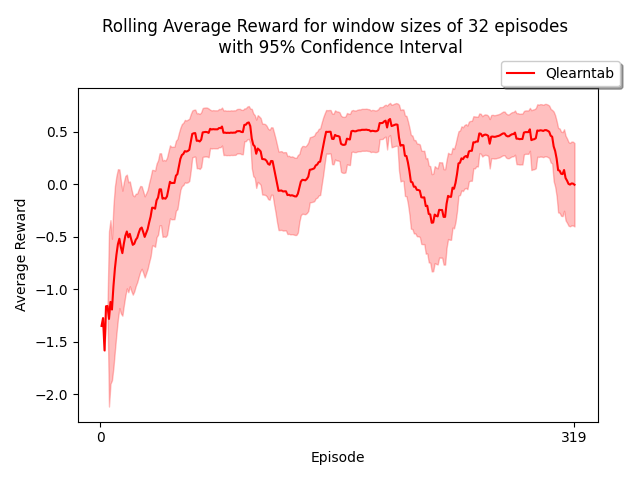 Rolling Average Reward for window sizes of 32 episodes
with 95% Confidence Interval
Qlearntab
0.5
0.0
−0.5
−1.0
−1.5
−2.0
Average Reward
0
319
Episode